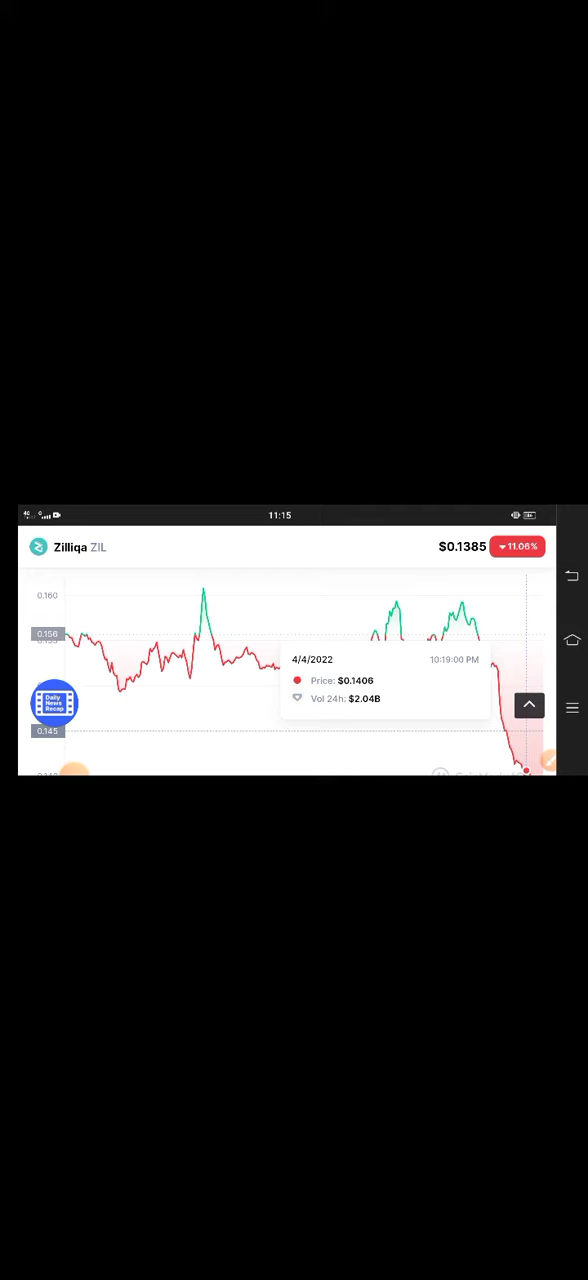 11:15
Zilliqa ZIL
$0.1385
11.06%
0.160
0.156
4/4/2022
10:19:00 PM
Price: $0.1406
Vol 24h: $2.04B
Daily
News
Recap
0.145